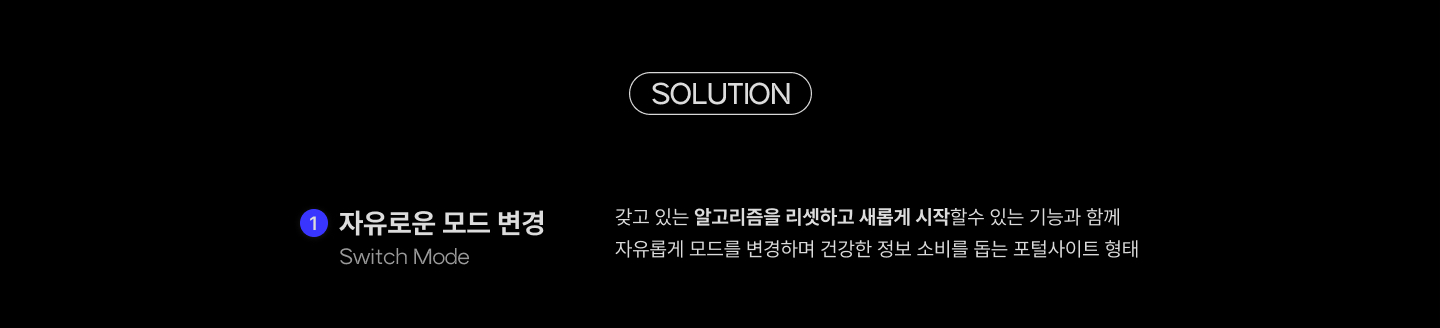 SOLUTION
1 자유로운 모드 변경
Switch Mode
갖고 있는 알고리즘을 리셋하고 새롭게 시작할수 있는 기능과 함께
자유롭게 모드를 변경하며 건강한 정보 소비를 돕는 포털사이트 형태